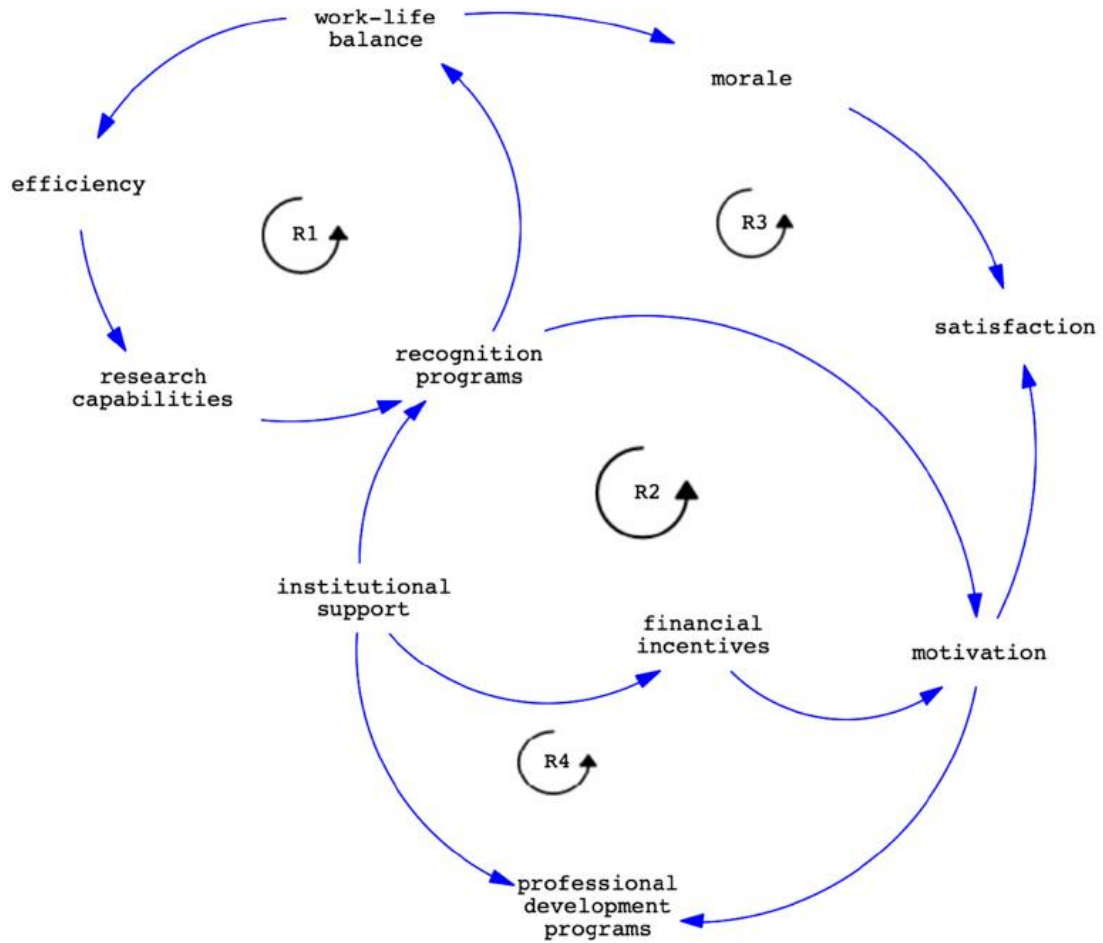 work-life
balance
morale
efficiency
R1
R3
satisfaction
recognition
programs
research
capabilities
R2
institutional
support
financial
incentives
motivation
R4
professional
development
programs